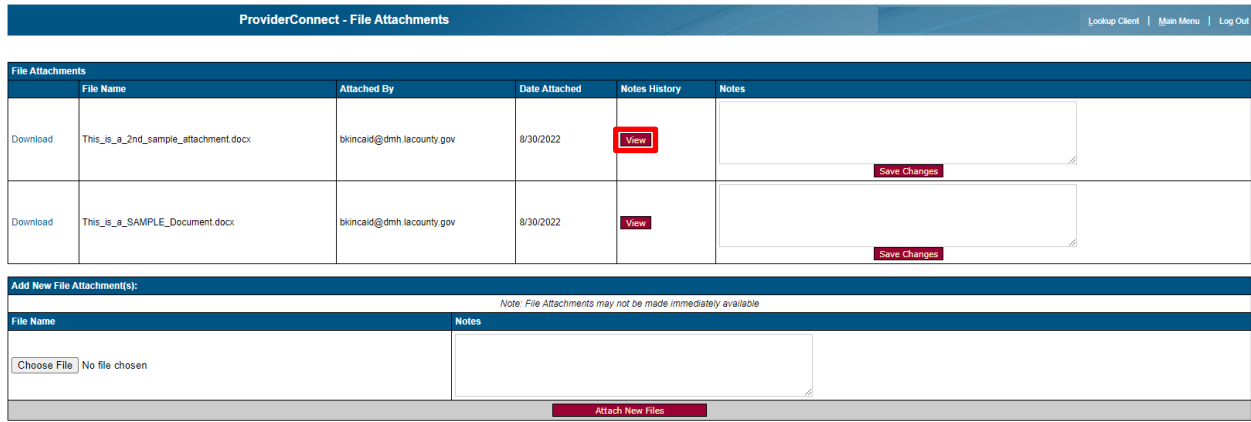 ProviderConnect - File Attachments
Lookup Client | Main Menu | Log Out
File Attachments
File Name Attached By Date Attached Notes History Notes
Download This_is_a_2nd_sample_attachment.docx bkincaid@dmh.lacounty.gov 8/30/2022 View
Save Changes
Download This_is_a_SAMPLE_Document.docx bkincaid@dmh.lacounty.gov 8/30/2022 View
Save Changes
Add New File Attachment(s):
Note: File Attachments may not be made immediately available
File Name Notes
Choose File No file chosen
Attach New Files